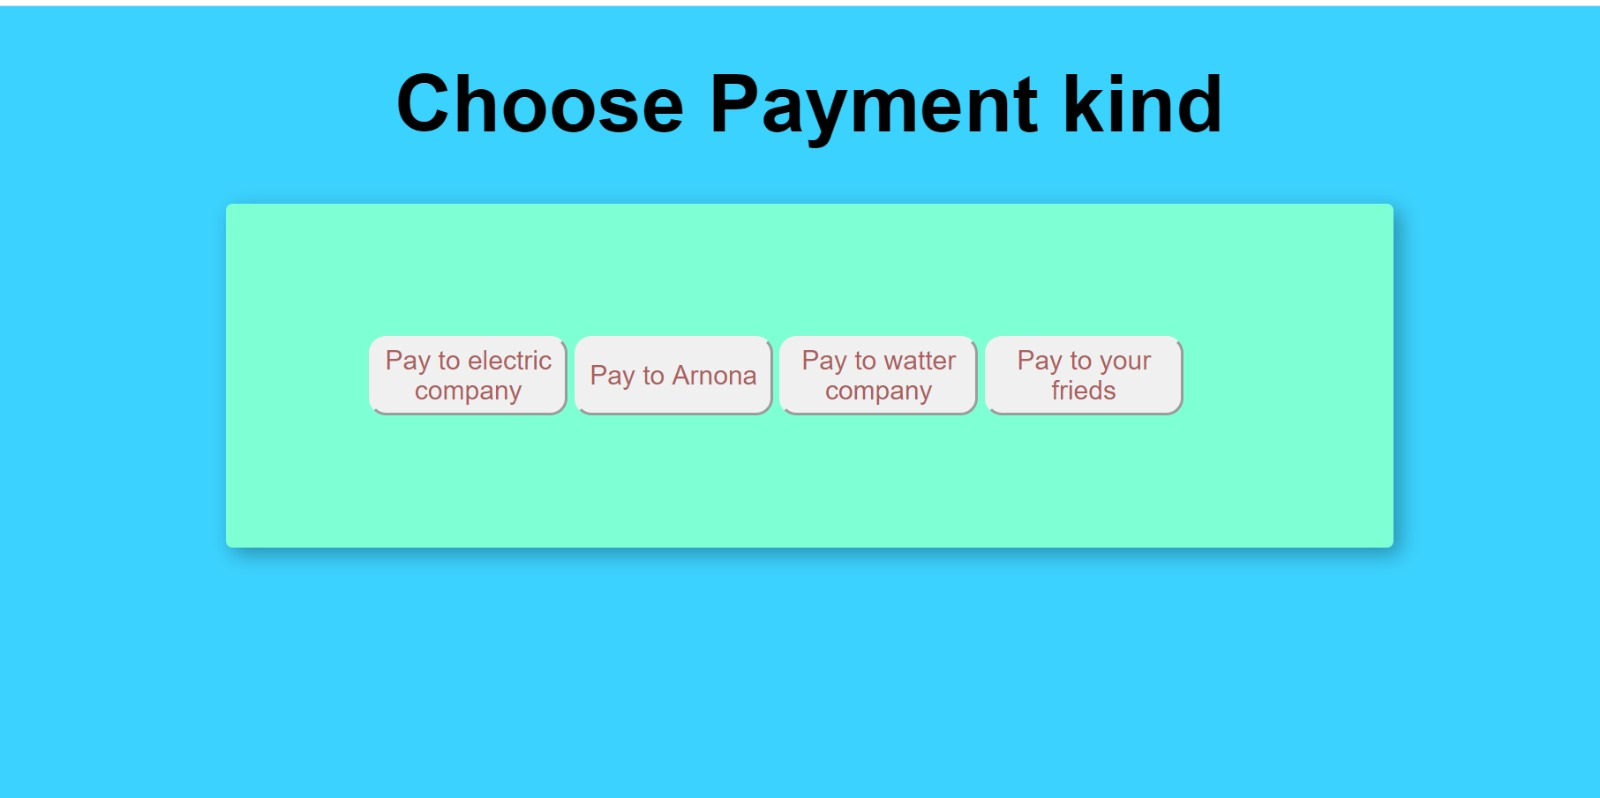 Choose Payment kind
Pay to electric
company
Pay to Arnona
Pay to watter
company
Pay to your
frieds